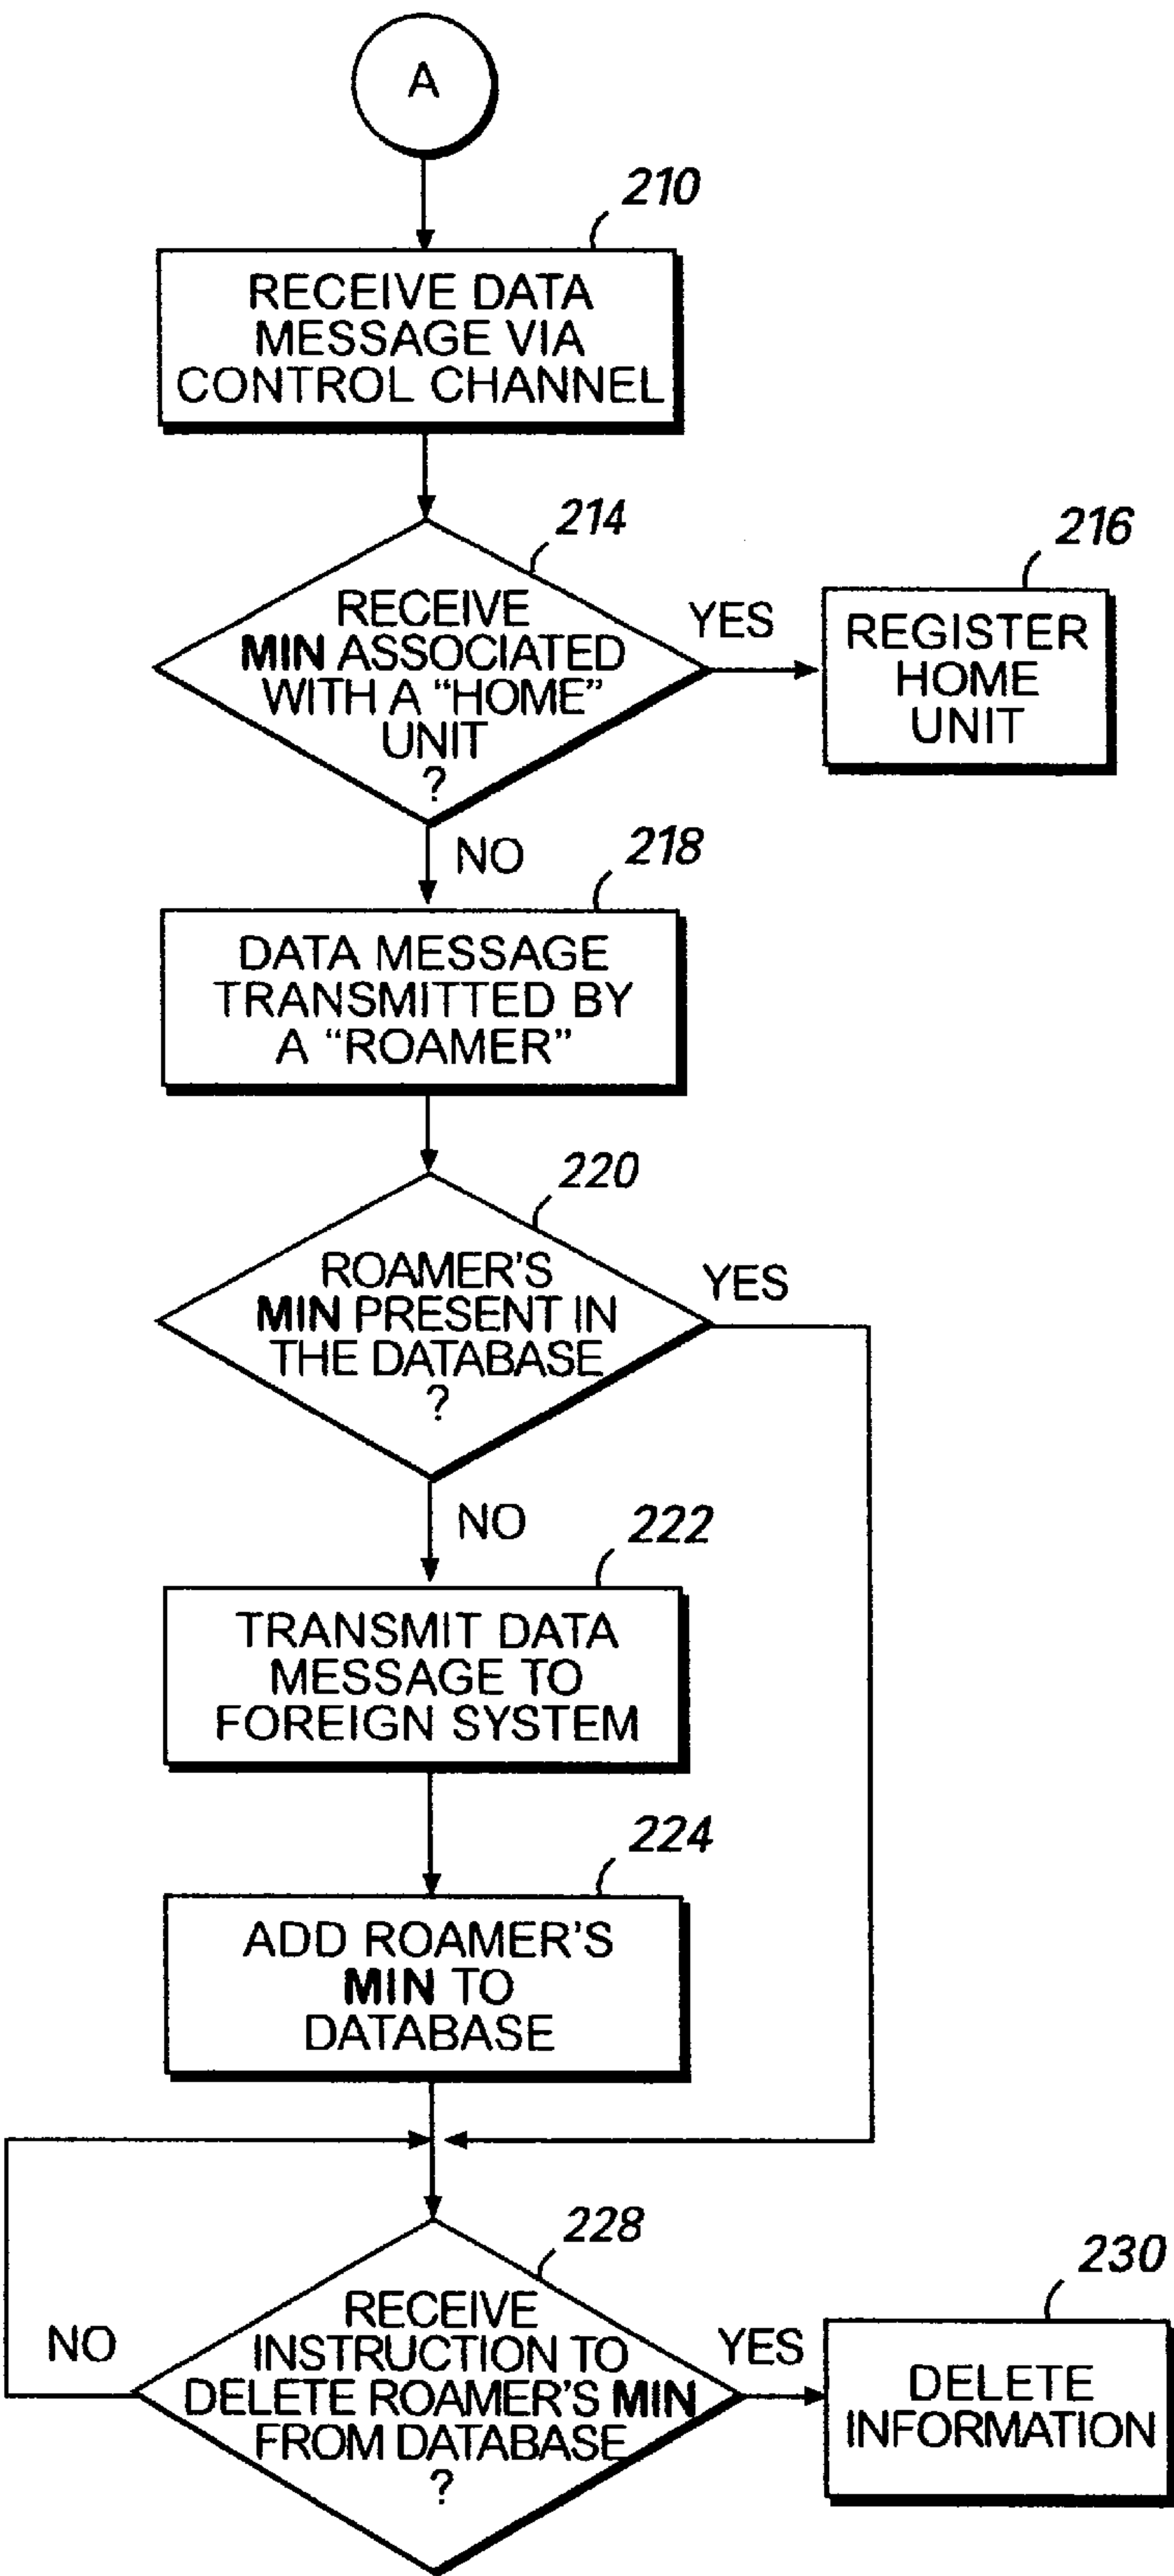 A
210
RECEIVE DATA
MESSAGE VIA
CONTROL CHANNEL
214
RECEIVE
MIN ASSOCIATED
WITH A “HOME”
UNIT
?
YES
216
REGISTER
HOME
UNIT
NO
218
DATA MESSAGE
TRANSMITTED BY
A “ROAMER”
220
ROAMER’S
MIN PRESENT IN
THE DATABASE
?
YES
NO
222
TRANSMIT DATA
MESSAGE TO
FOREIGN SYSTEM
224
ADD ROAMER’S
MIN TO
DATABASE
228
RECEIVE
INSTRUCTION TO
DELETE ROAMER’S MIN
FROM DATABASE
?
NO
YES
230
DELETE
INFORMATION